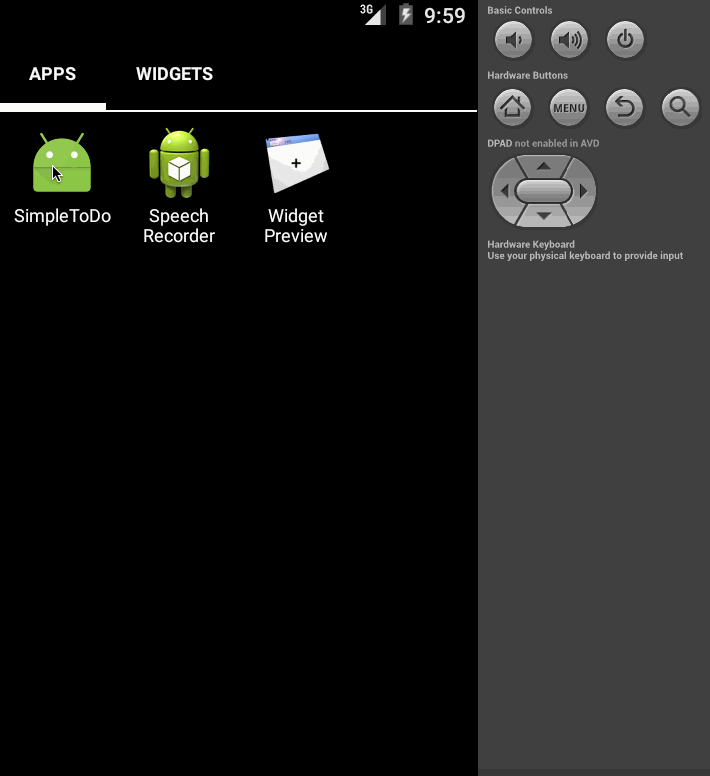 3G 9:59
APPS WIDGETS
SimpleToDo
Speech
Recorder
Widget
Preview
Basic Controls
Hardware Buttons
MENU
DPAD not enabled in AVD
Hardware Keyboard
Use your physical keyboard to provide input